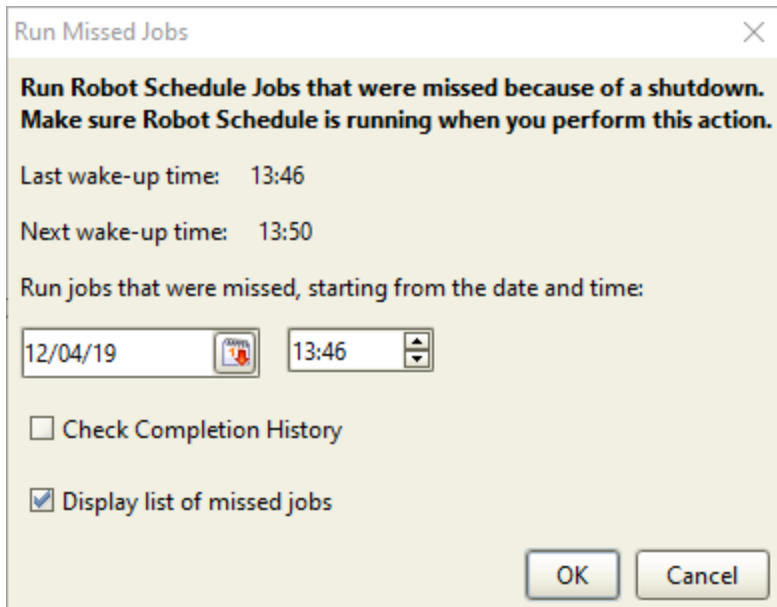 Run Missed Jobs
Run Robot Schedule Jobs that were missed because of a shutdown.
Make sure Robot Schedule is running when you perform this action.
Last wake-up time: 13:46
Next wake-up time: 13:50
Run jobs that were missed, starting from the date and time:
12/04/19 13:46
Check Completion History
Display list of missed jobs
OK Cancel